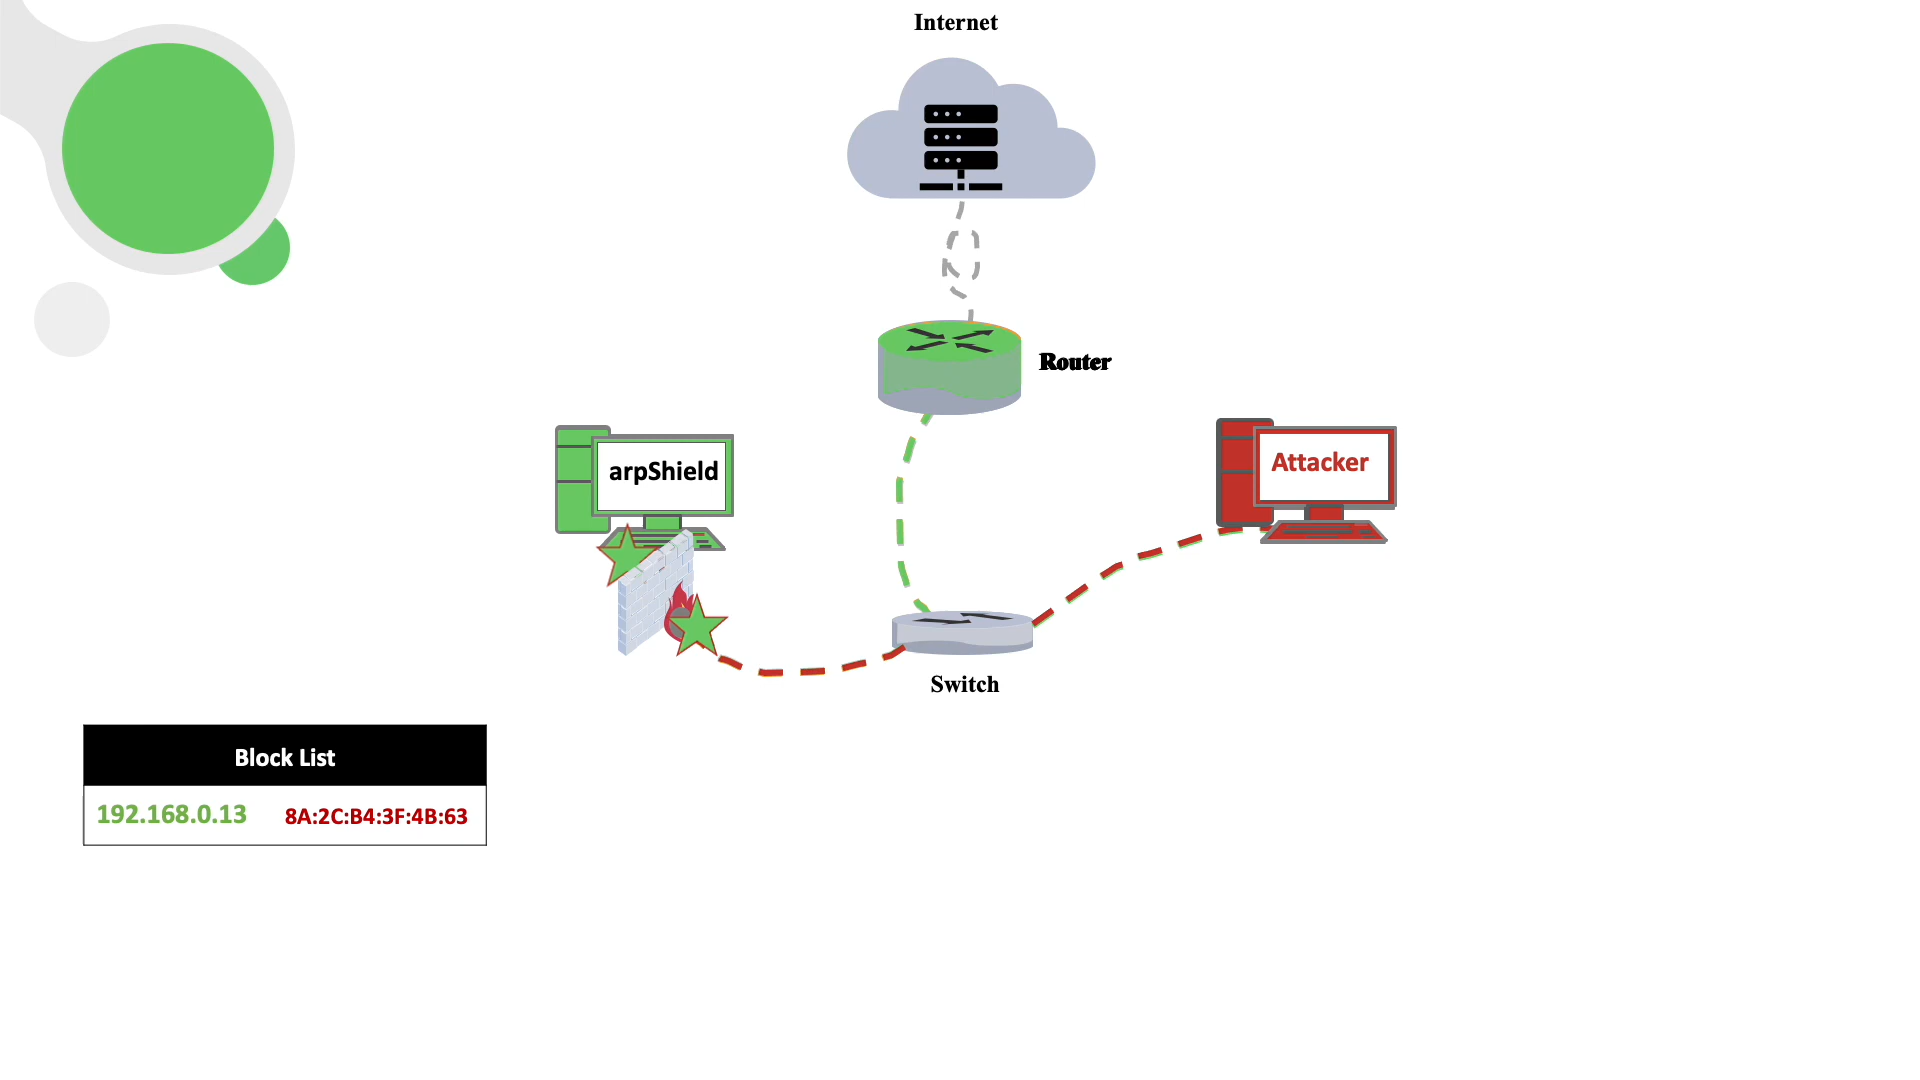 Internet
Router
arpShield
Attacker
Switch
Block List
192.168.0.13 8A:2C:B4:3F:4B:63